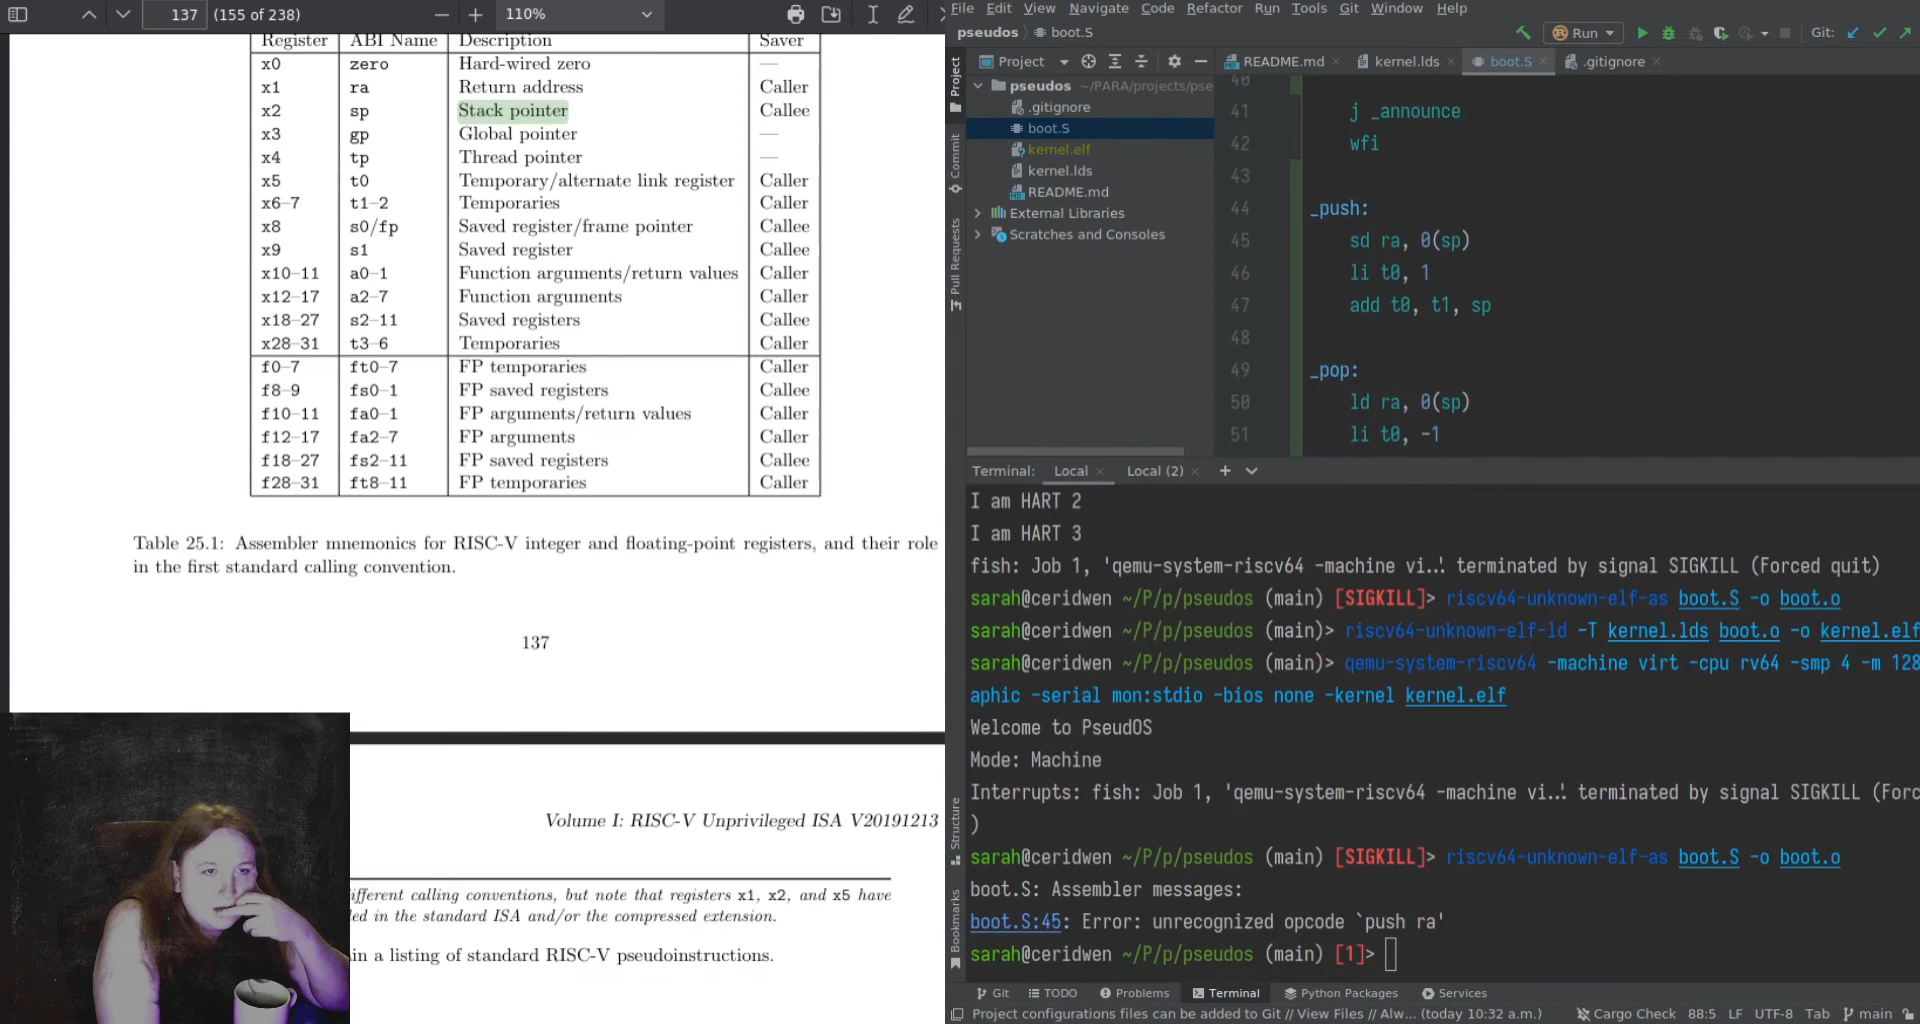 137 (155 of 238) 110%
Register ABI Name Description Saver
x0 zero Hard-wired zero —
x1 ra Return address Caller
x2 sp Stack pointer Callee
x3 gp Global pointer —
x4 tp Thread pointer —
x5 t0 Temporary/alternate link register Caller
x6–7 t1–2 Temporaries Caller
x8 s0/fp Saved register/frame pointer Callee
x9 s1 Saved register Callee
x10–11 a0–1 Function arguments/return values Caller
x12–17 a2–7 Function arguments Caller
x18–27 s2–11 Saved registers Callee
x28–31 t3–6 Temporaries Caller
f0–7 ft0–7 FP temporaries Caller
f8–9 fs0–1 FP saved registers Callee
f10–11 fa0–1 FP arguments/return values Caller
f12–17 fa2–7 FP arguments Caller
f18–27 fs2–11 FP saved registers Callee
f28–31 ft8–11 FP temporaries Caller
Table 25.1: Assembler mnemonics for RISC-V integer and floating-point registers, and their role
in the first standard calling convention.
137
Volume I: RISC-V Unprivileged ISA V20191213
ifferent calling conventions, but note that registers x1, x2, and x5 have
ed in the standard ISA and/or the compressed extension.
in a listing of standard RISC-V pseudoinstructions.
File Edit View Navigate Code Refactor Run Tools Git Window Help
pseudos boot.S Run Git:
Project README.md kernel.lds boot.S .gitignore
Project
Commit
Pull Requests
pseudos ~/PARA/projects/pse
.gitignore
boot.S
kernel.elf
kernel.lds
README.md
External Libraries
Scratches and Consoles
40
41 j _announce
42 wfi
43
44 _push:
45 sd ra, 0(sp)
46 li t0, 1
47 add t0, t1, sp
48
49 _pop:
50 ld ra, 0(sp)
51 li t0, -1
Terminal: Local Local (2)
I am HART 2
I am HART 3
fish: Job 1, 'qemu-system-riscv64 -machine vi…' terminated by signal SIGKILL (Forced quit)
sarah@ceridwen ~/P/p/pseudos (main) [SIGKILL]> riscv64-unknown-elf-as boot.S -o boot.o
sarah@ceridwen ~/P/p/pseudos (main)> riscv64-unknown-elf-ld -T kernel.lds boot.o -o kernel.elf
sarah@ceridwen ~/P/p/pseudos (main)> qemu-system-riscv64 -machine virt -cpu rv64 -smp 4 -m 128
aphic -serial mon:stdio -bios none -kernel kernel.elf
Welcome to PseudOS
Mode: Machine
Interrupts: fish: Job 1, 'qemu-system-riscv64 -machine vi…' terminated by signal SIGKILL (Forc
)
sarah@ceridwen ~/P/p/pseudos (main) [SIGKILL]> riscv64-unknown-elf-as boot.S -o boot.o
boot.S: Assembler messages:
boot.S:45: Error: unrecognized opcode `push ra'
sarah@ceridwen ~/P/p/pseudos (main) [1]>
Structure
Bookmarks
Git TODO Problems Terminal Python Packages Services
Project configurations files can be added to Git // View Files // Alw... (today 10:32 a.m.) Cargo Check 88:5 LF UTF-8 Tab main